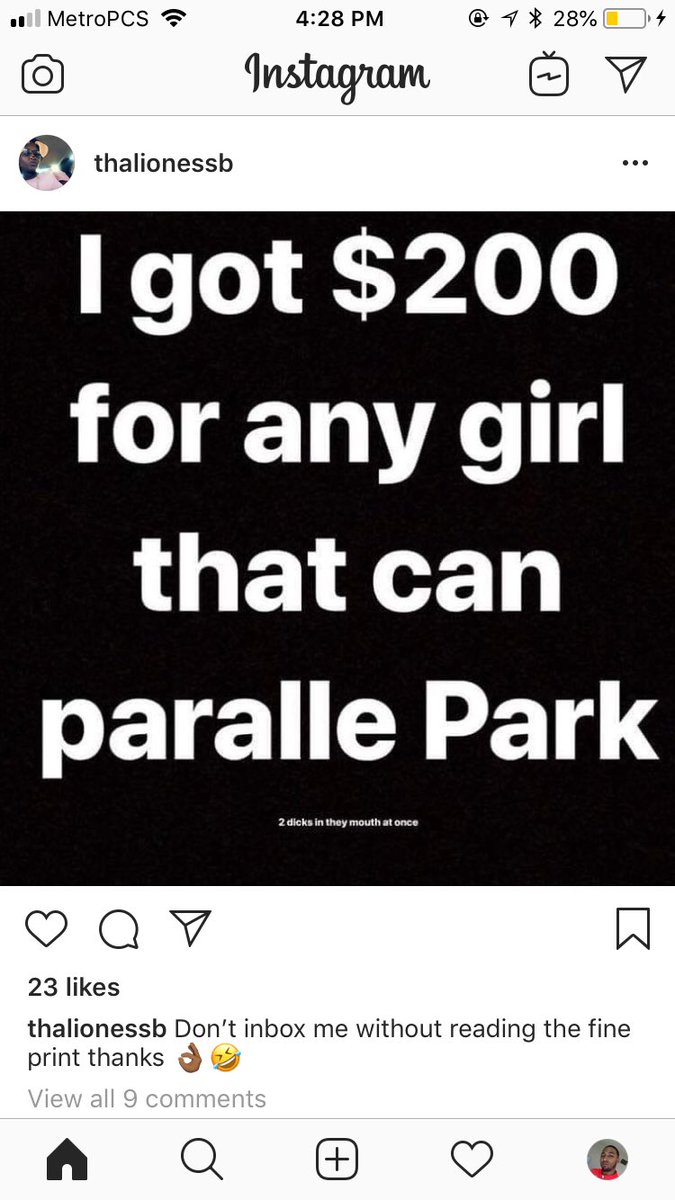 MetroPCS 4:28 PM 28%
Instagram
thalionessb
I got $200
for any girl
that can
paralle Park
2 dicks in they mouth at once
23 likes
thalionessb Don’t inbox me without reading the fine
print thanks 👌🏾🤣
View all 9 comments